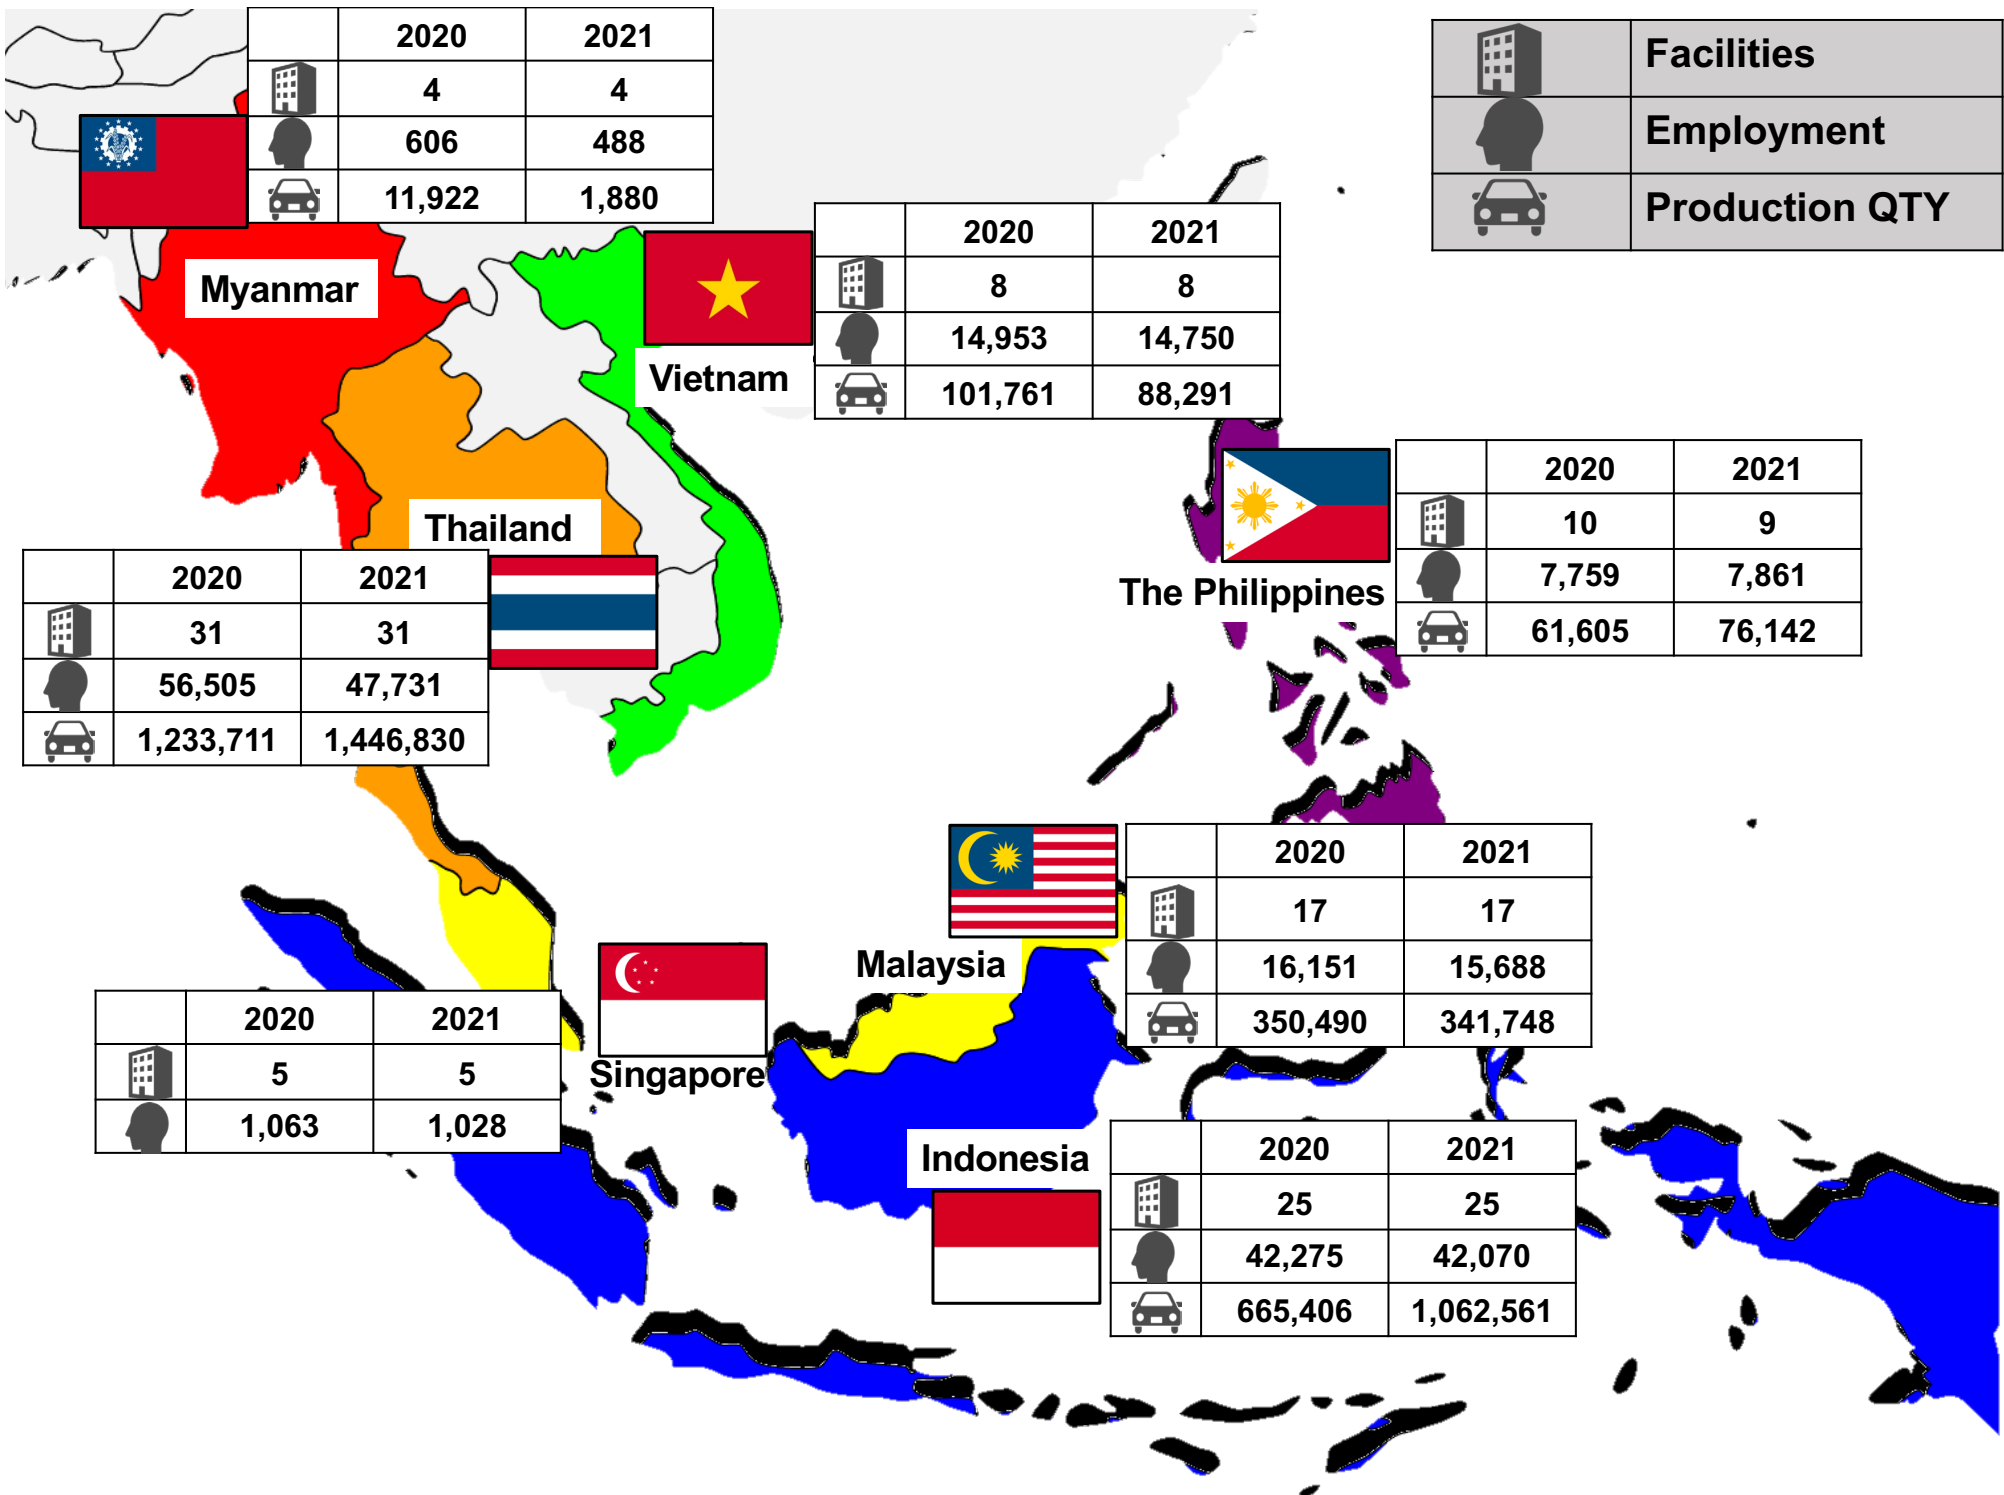 2020 2021
4 4
606 488
11,922 1,880
Myanmar
Facilities
Employment
Production QTY
2020 2021
8 8
14,953 14,750
101,761 88,291
Vietnam
2020 2021
10 9
7,759 7,861
61,605 76,142
The Philippines
Thailand
2020 2021
31 31
56,505 47,731
1,233,711 1,446,830
2020 2021
17 17
16,151 15,688
350,490 341,748
Malaysia
2020 2021
5 5
1,063 1,028
Singapore
Indonesia
2020 2021
25 25
42,275 42,070
665,406 1,062,561